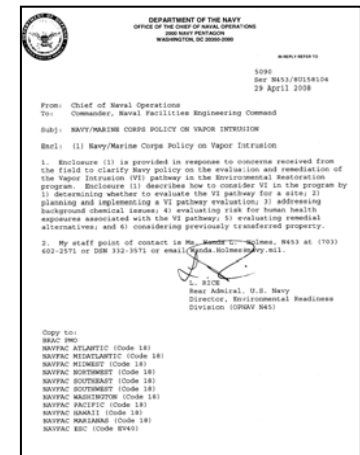 DEPARTMENT OF THE NAVY
OFFICE OF THE CHIEF OF NAVAL OPERATIONS
2000 NAVY PENTAGON
WASHINGTON, DC 20350-2000
IN REPLY REFER TO
5090
Ser N453/8U158104
29 April 2008
From: Chief of Naval Operations
To: Commander, Naval Facilities Engineering Command
Subj: NAVY/MARINE CORPS POLICY ON VAPOR INTRUSION
Encl: (1) Navy/Marine Corps Policy on Vapor Intrusion
1. Enclosure (1) is provided in response to concerns received from
the field to clarify Navy policy on the evaluation and remediation of
the Vapor Intrusion (VI) pathway in the Environmental Restoration
program. Enclosure (1) describes how to consider VI in the program by
1) determining whether to evaluate the VI pathway for a site; 2)
planning and implementing a VI pathway evaluation; 3) addressing
background chemical issues; 4) evaluating risk for human health
exposures associated with the VI pathway; 5) evaluating remedial
alternatives; and 6) considering previously transferred property.
2. My staff point of contact is Ms. Wanda L. Holmes, N453 at (703)
602-2571 or DSN 332-2571 or email Wanda.Holmes@navy.mil.
L. RICE
Rear Admiral, U.S. Navy
Director, Environmental Readiness
Division (OPNAV N45)
Copy to:
BRAC PMO
NAVFAC ATLANTIC (Code 18)
NAVFAC MIDATLANTIC (Code 18)
NAVFAC MIDWEST (Code 18)
NAVFAC NORTHWEST (Code 18)
NAVFAC SOUTHEAST (Code 18)
NAVFAC SOUTHWEST (Code 18)
NAVFAC WASHINGTON (Code 18)
NAVFAC PACIFIC (Code 18)
NAVFAC HAWAII (Code 18)
NAVFAC MARIANAS (Code 18)
NAVFAC ESC (Code EV40)